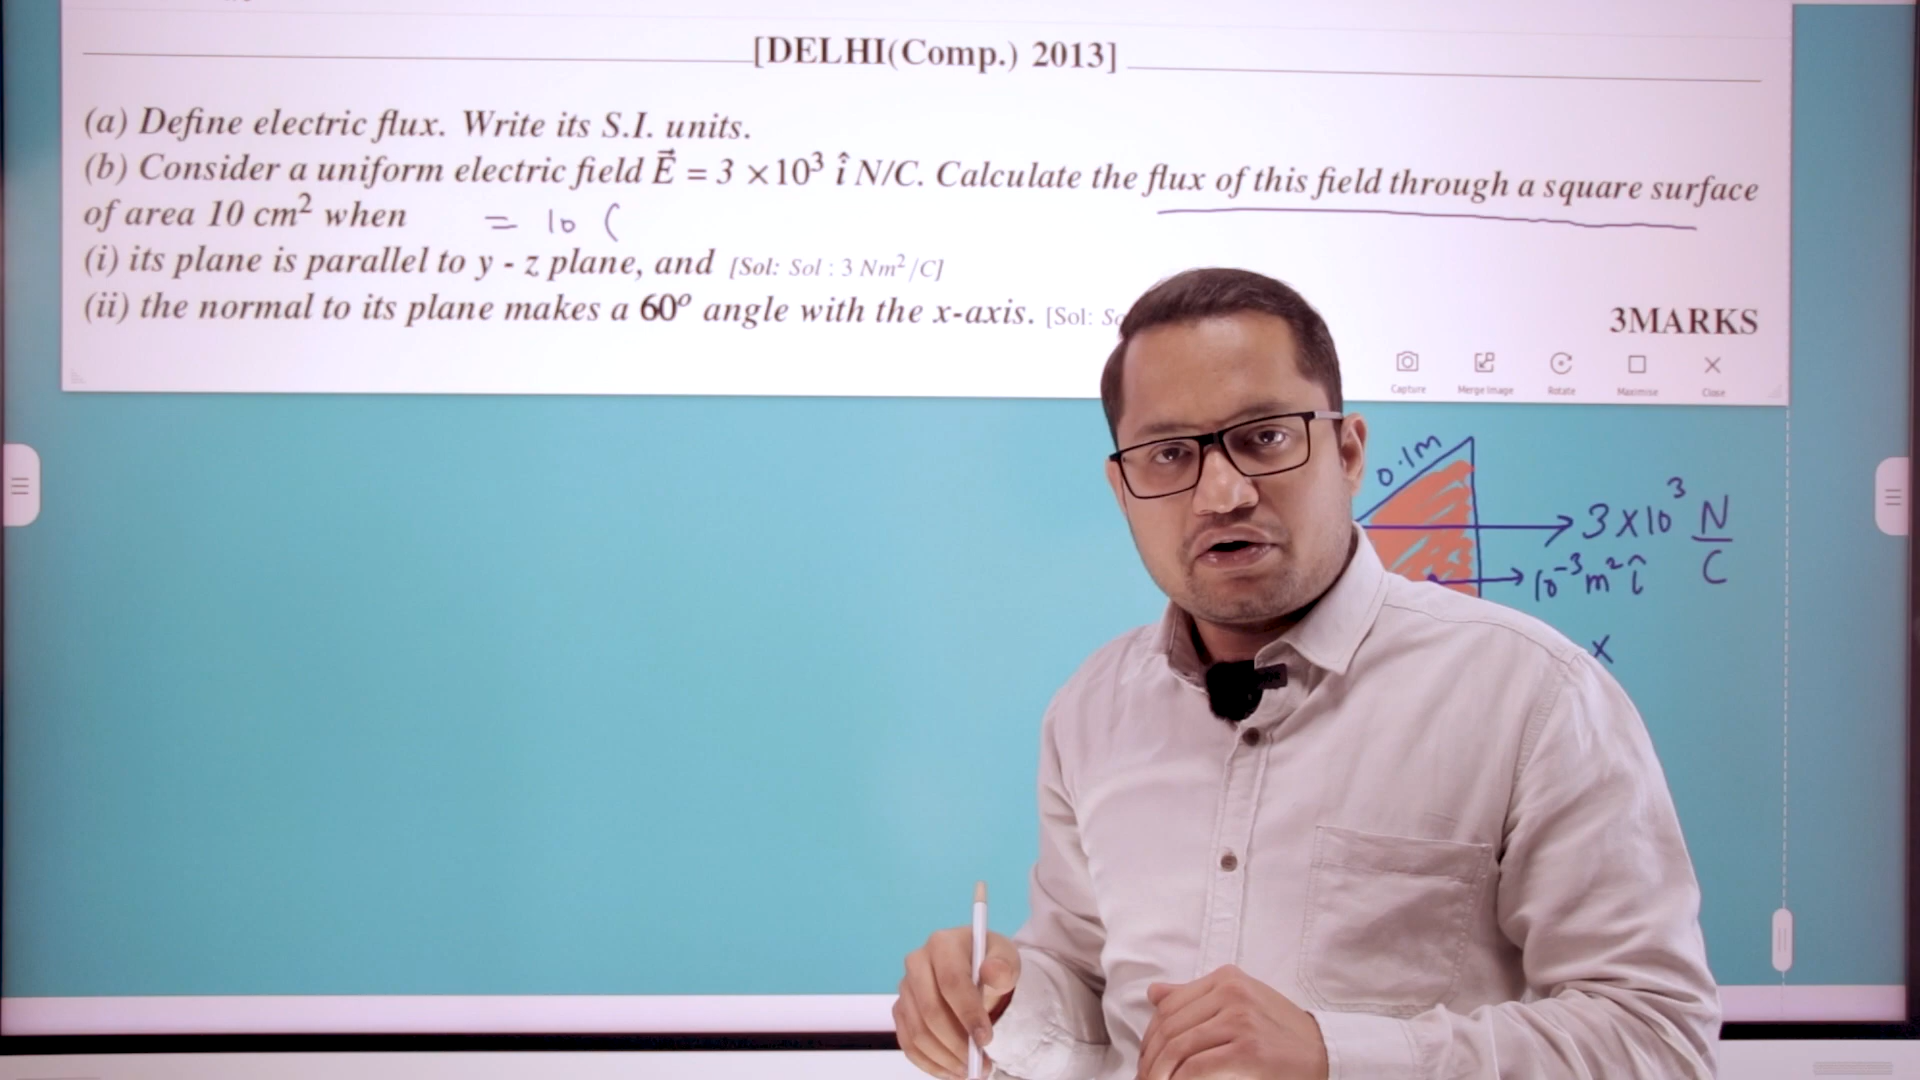 [DELHI(Comp.) 2013]
(a) Define electric flux. Write its S.I. units.
(b) Consider a uniform electric field E⃗ = 3 ×10³ î N/C. Calculate the flux of this field through a square surface
of area 10 cm² when = 10 (
(i) its plane is parallel to y - z plane, and [Sol: Sol : 3 Nm²/C]
(ii) the normal to its plane makes a 60° angle with the x-axis. [Sol:
3MARKS
Capture Merge Image Rotate Maximise Close
0.1m
3 x 10³ N/C
10⁻³ m² î
x